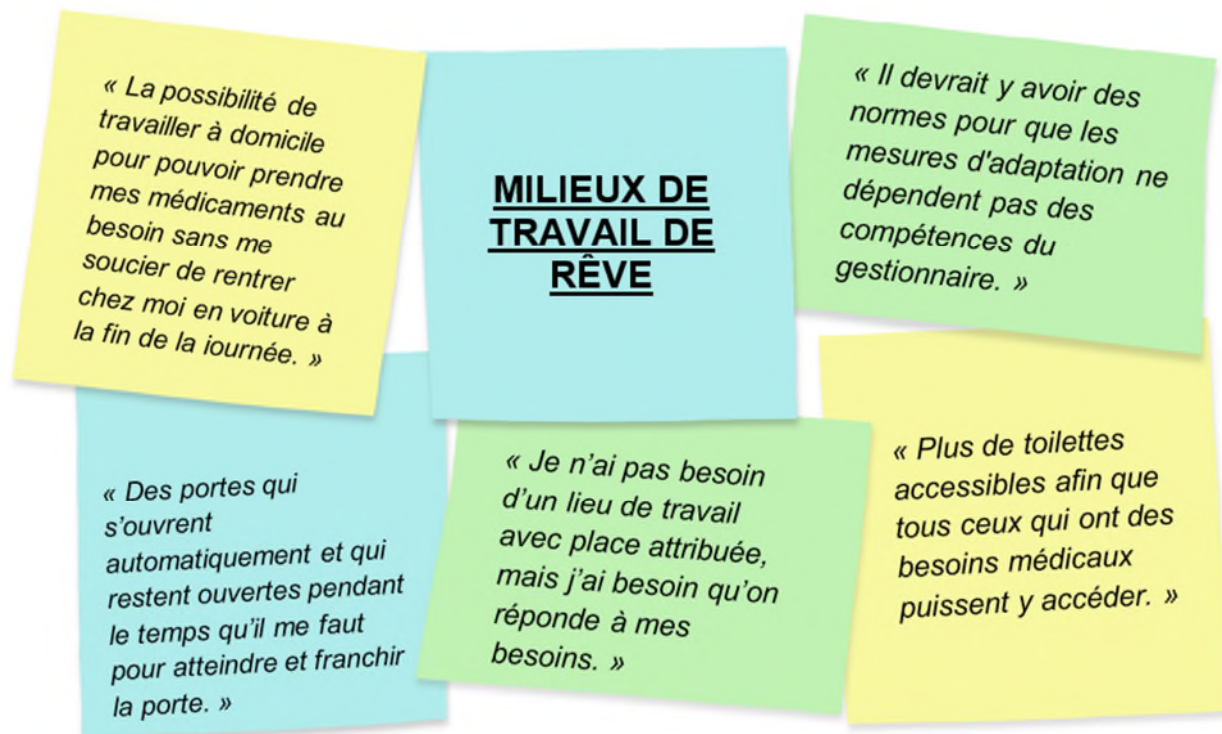 « La possibilité de
travailler à domicile
pour pouvoir prendre
mes médicaments au
besoin sans me
soucier de rentrer
chez moi en voiture à
la fin de la iournée. »
MILIEUX DE
TRAVAIL DE
RÊVE
« Il devrait y avoir des
normes pour que les
mesures d'adaptation ne
dépendent pas des
compétences du
gestionnaire. »
« Des portes qui
s’ouvrent
automatiquement et qui
restent ouvertes pendant
le temps qu’il me faut
pour atteindre et franchir
la porte. »
« Je n’ai pas besoin
d’un lieu de travail
avec place attribuée,
mais j’ai besoin qu’on
réponde à mes
besoins. »
« Plus de toilettes
accessibles afin que
tous ceux qui ont des
besoins médicaux
puissent y accéder. »